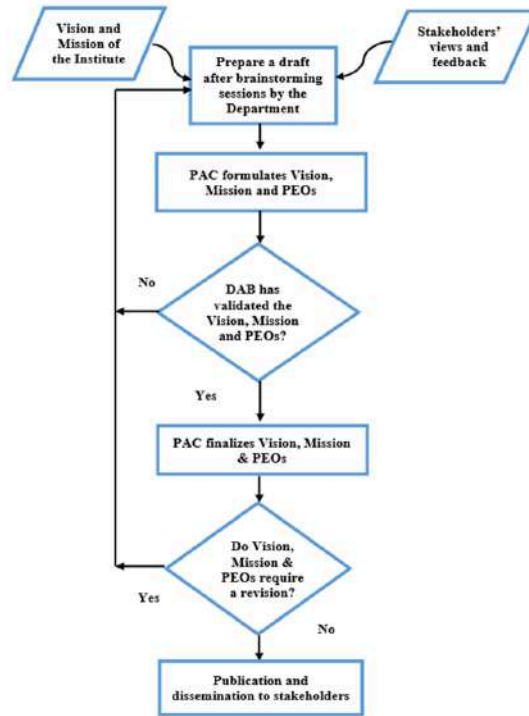 Vision and
Mission of
the Institute
Stakeholders'
views and
feedback
Prepare a draft
after brainstorming
sessions by the
Department
PAC formulates Vision,
Mission and PEOs
No
DAB has
validated the
Vision, Mission
and PEOs?
Yes
PAC finalizes Vision, Mission
& PEOs
Do Vision,
Mission &
PEOs require
a revision?
Yes
No
Publication and
dissemination to stakeholders